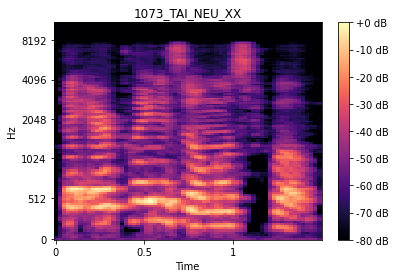 1073_TAI_NEU_XX
8192
4096
2048
1024
512
0
Hz
0
0.5
1
Time
+0 dB
-10 dB
-20 dB
-30 dB
-40 dB
-50 dB
-60 dB
-70 dB
-80 dB